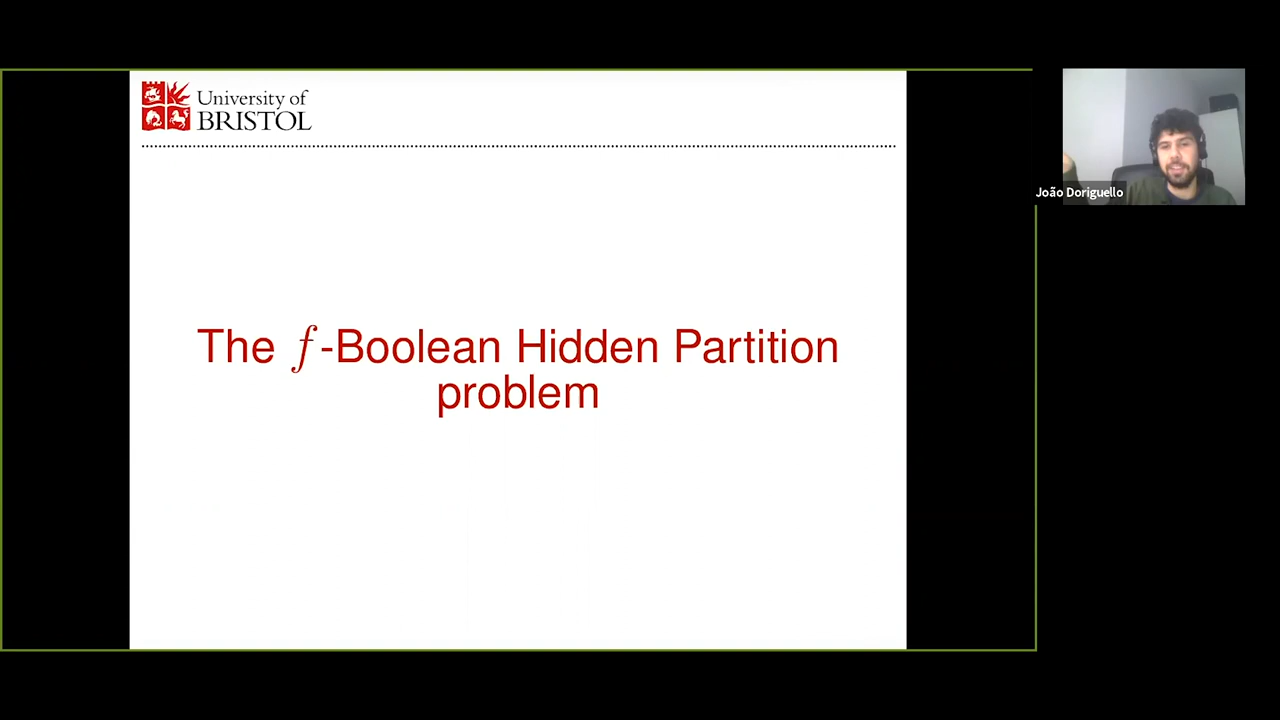 University of
BRISTOL
João Doriguello
The f-Boolean Hidden Partition
problem